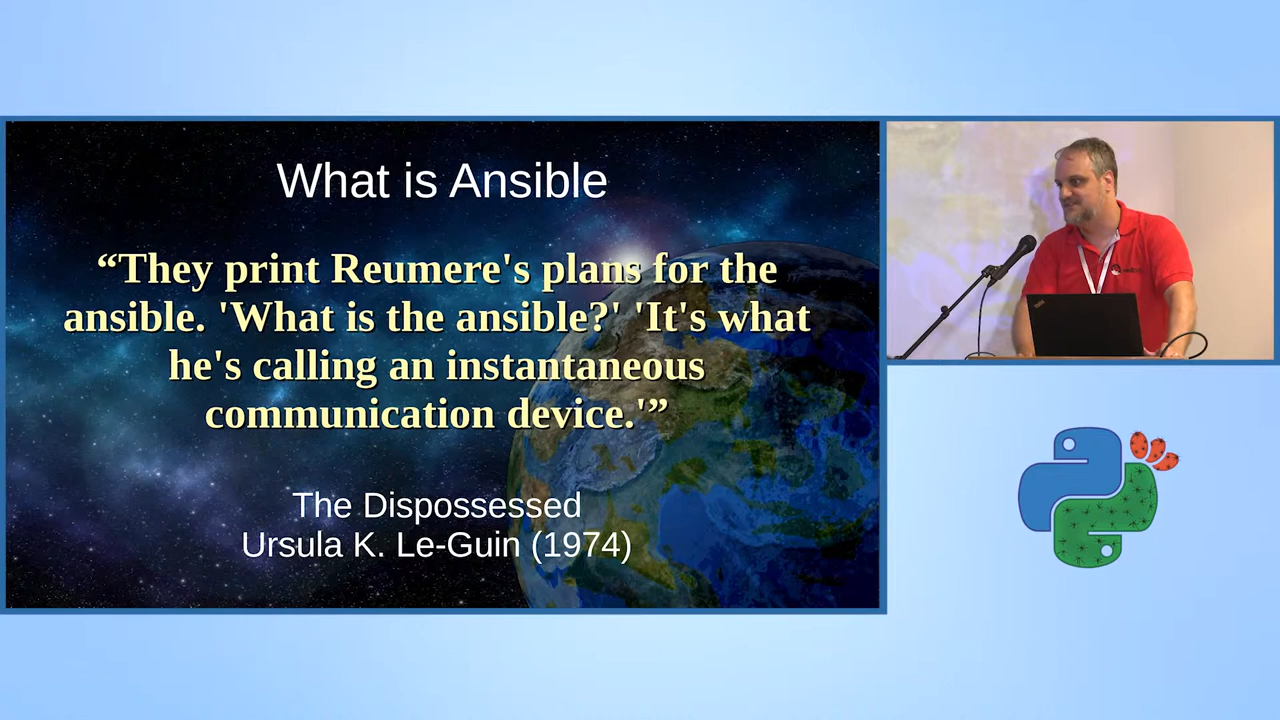 What is Ansible
“They print Reumere's plans for the
ansible. 'What is the ansible?' 'It's what
he's calling an instantaneous
communication device.'”
The Dispossessed
Ursula K. Le-Guin (1974)